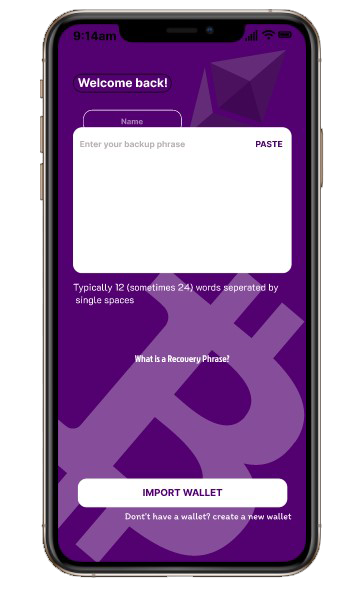 9:14am
Welcome back!
Name
Enter your backup phrase PASTE
Typically 12 (sometimes 24) words seperated by
single spaces
What is a Recovery Phrase?
IMPORT WALLET
Dont't have a wallet? create a new wallet